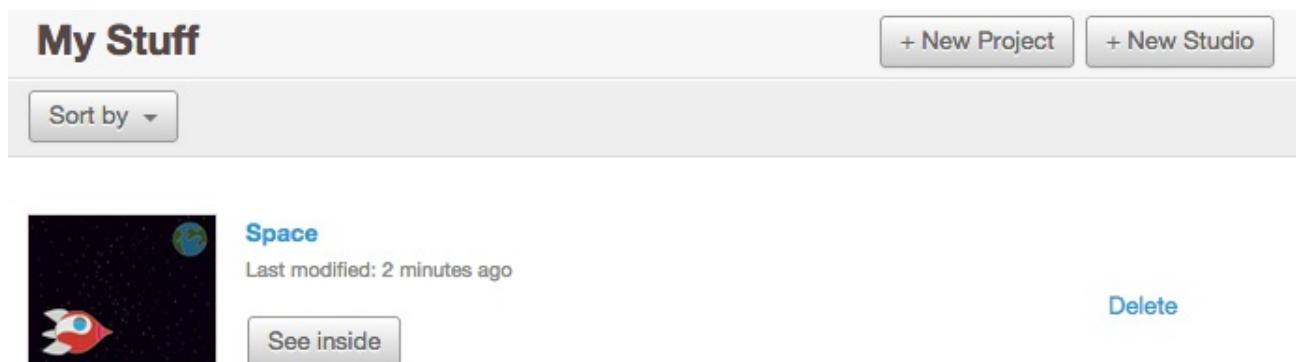 My Stuff
+ New Project
+ New Studio
Sort by
Space
Last modified: 2 minutes ago
Delete
See inside